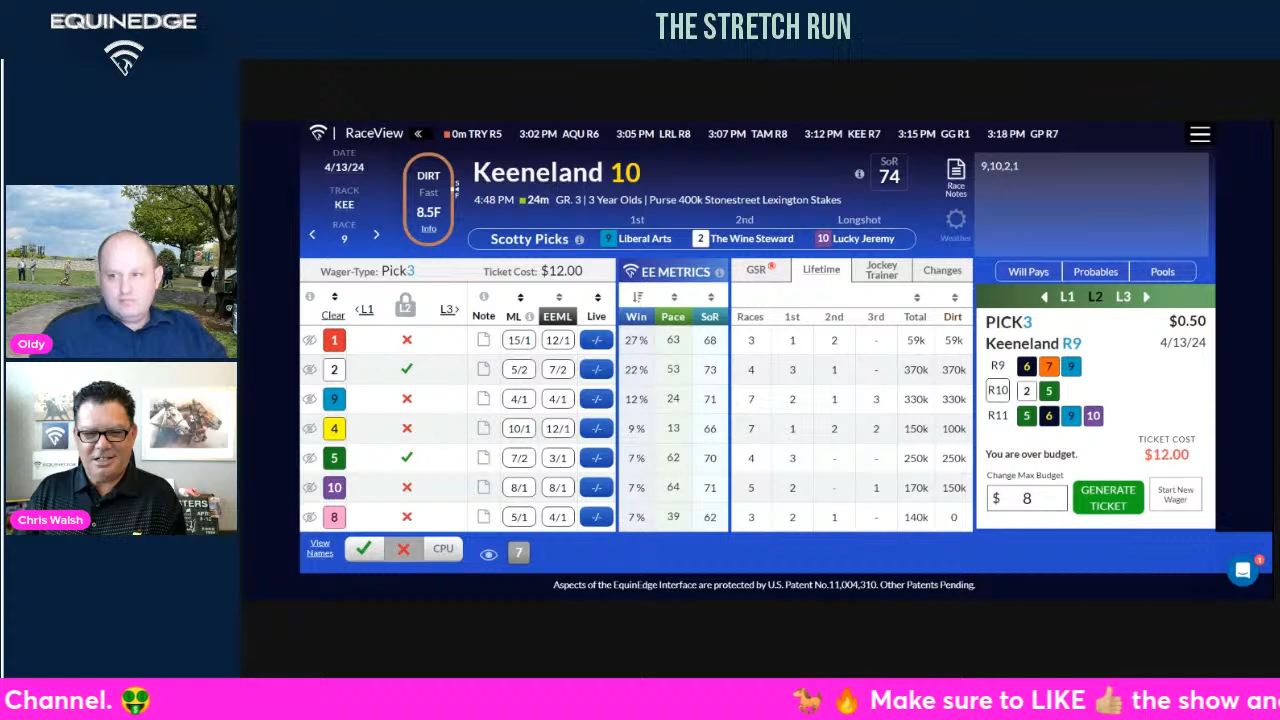 EQUINEDGE
THE STRETCH RUN
RaceView « 0m TRY R5 3:02 PM AQU R6 3:05 PM LRL R8 3:07 PM TAM R8 3:12 PM KEE R7 3:15 PM GG R1 3:18 PM GP R7
DATE
4/13/24
TRACK
KEE
RACE
< 9 >
DIRT
Fast
8.5F
Info
Keeneland 10
SoR
74
Race Notes
Weather
9,10,2,1
4:48 PM 24m GR. 3 | 3 Year Olds | Purse 400k Stonestreet Lexington Stakes
1st 2nd Longshot
Scotty Picks 9 Liberal Arts 2 The Wine Steward 10 Lucky Jeremy
Wager-Type: Pick3 Ticket Cost: $12.00
EE METRICS
GSR Lifetime Jockey Trainer Changes
Will Pays Probables Pools
Clear <L1 L2 L3> Note ML EEML Live Win Pace SoR Races 1st 2nd 3rd Total Dirt
1 15/1 12/1 -/- 27% 63 68 3 1 2 - 59k 59k
2 5/2 7/2 -/- 22% 53 73 4 3 1 - 370k 370k
9 4/1 4/1 -/- 12% 24 71 7 2 1 3 330k 330k
4 10/1 12/1 -/- 9% 13 66 7 1 2 2 150k 100k
5 7/2 3/1 -/- 7% 62 70 4 3 - - 250k 250k
10 8/1 8/1 -/- 7% 64 71 5 2 - 1 170k 150k
8 5/1 4/1 -/- 7% 39 62 3 2 1 - 140k 0
L1 L2 L3
PICK3 $0.50
Keeneland R9 4/13/24
R9 6 7 9
R10 2 5
R11 5 6 9 10
TICKET COST
You are over budget. $12.00
Change Max Budget
$ 8
GENERATE TICKET
Start New Wager
View Names
CPU
7
1
Aspects of the EquinEdge Interface are protected by U.S. Patent No.11,004,310. Other Patents Pending.
Oldy
Chris Walsh
EQUINEDGE
Channel. 🤑 🐎 🔥 Make sure to LIKE 👍🏼 the show an